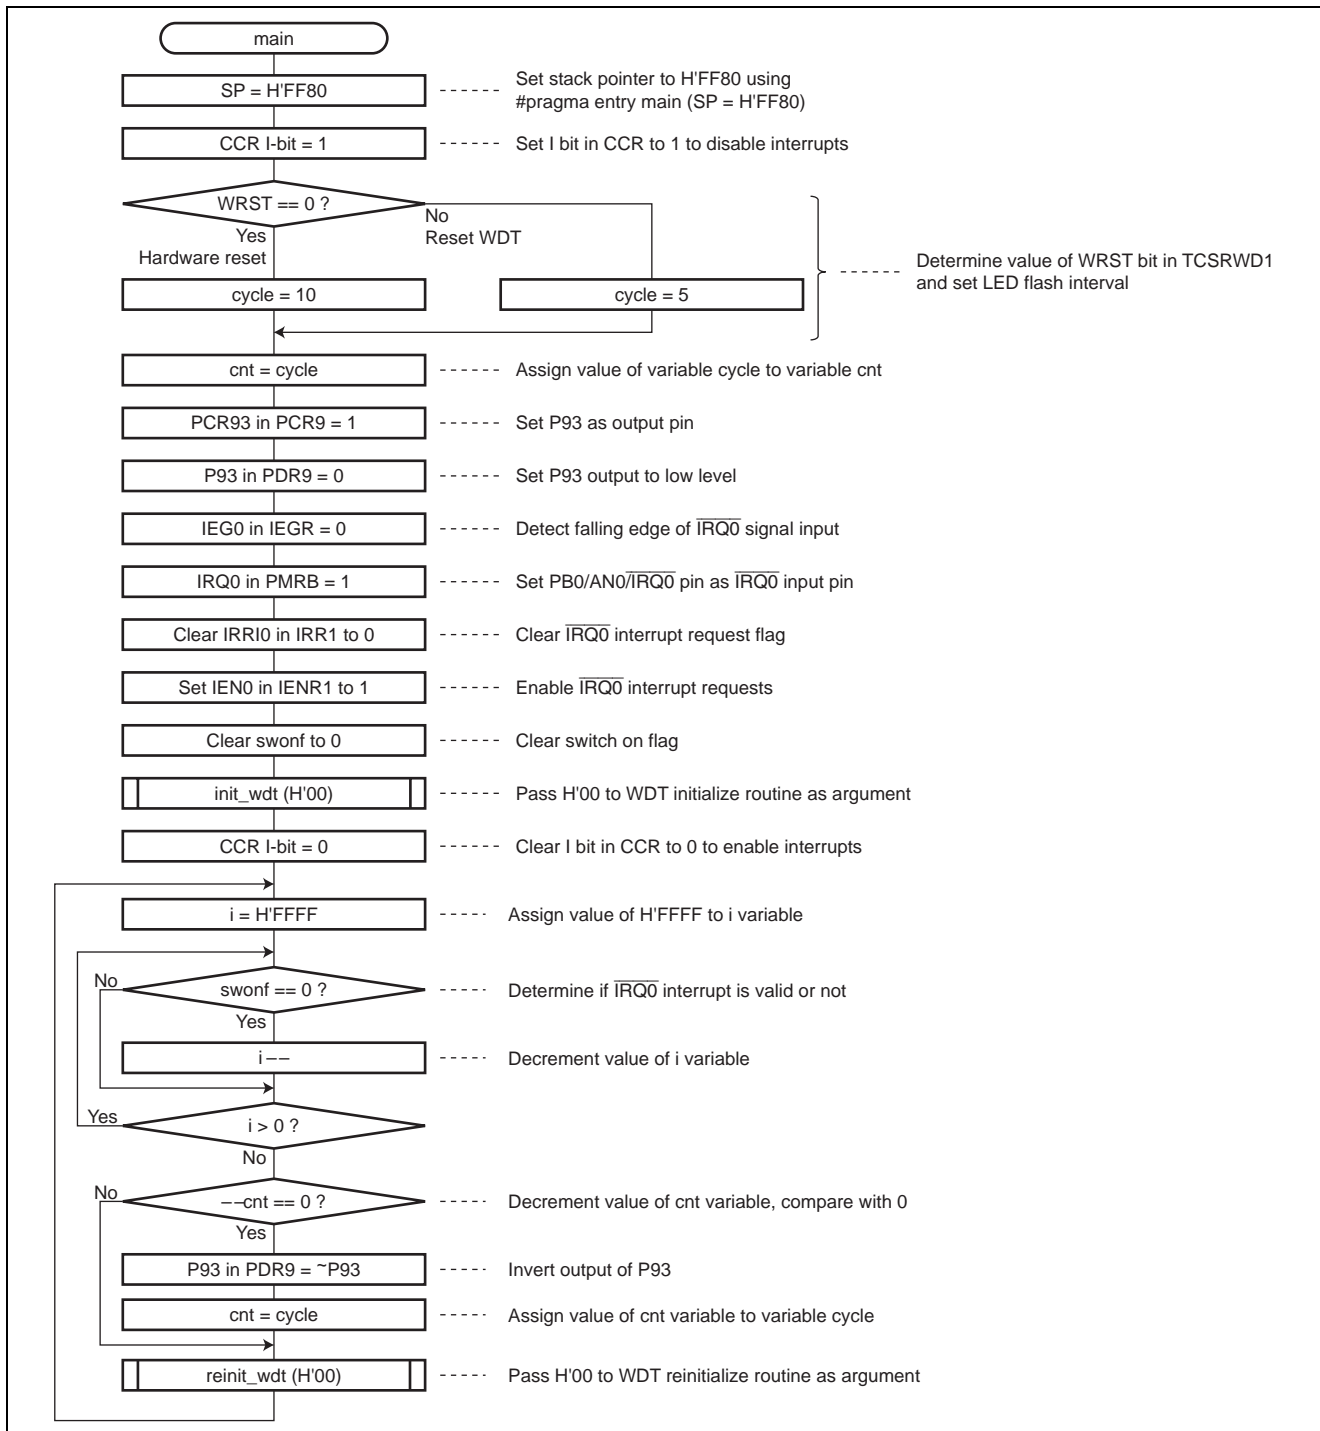 main
SP = H'FF80
Set stack pointer to H'FF80 using
#pragma entry main (SP = H'FF80)
CCR I-bit = 1
Set I bit in CCR to 1 to disable interrupts
WRST == 0 ?
No
Reset WDT
Yes
Hardware reset
Determine value of WRST bit in TCSRWD1
and set LED flash interval
cycle = 10
cycle = 5
cnt = cycle
Assign value of variable cycle to variable cnt
PCR93 in PCR9 = 1
Set P93 as output pin
P93 in PDR9 = 0
Set P93 output to low level
IEG0 in IEGR = 0
Detect falling edge of I̅R̅Q̅0̅ signal input
IRQ0 in PMRB = 1
Set PB0/AN0/I̅R̅Q̅0̅ pin as I̅R̅Q̅0̅ input pin
Clear IRRI0 in IRR1 to 0
Clear I̅R̅Q̅0̅ interrupt request flag
Set IEN0 in IENR1 to 1
Enable I̅R̅Q̅0̅ interrupt requests
Clear swonf to 0
Clear switch on flag
init_wdt (H'00)
Pass H'00 to WDT initialize routine as argument
CCR I-bit = 0
Clear I bit in CCR to 0 to enable interrupts
i = H'FFFF
Assign value of H'FFFF to i variable
No
swonf == 0 ?
Determine if I̅R̅Q̅0̅ interrupt is valid or not
Yes
i −−
Decrement value of i variable
Yes
i > 0 ?
No
No
−−cnt == 0 ?
Decrement value of cnt variable, compare with 0
Yes
P93 in PDR9 = ~P93
Invert output of P93
cnt = cycle
Assign value of cnt variable to variable cycle
reinit_wdt (H'00)
Pass H'00 to WDT reinitialize routine as argument